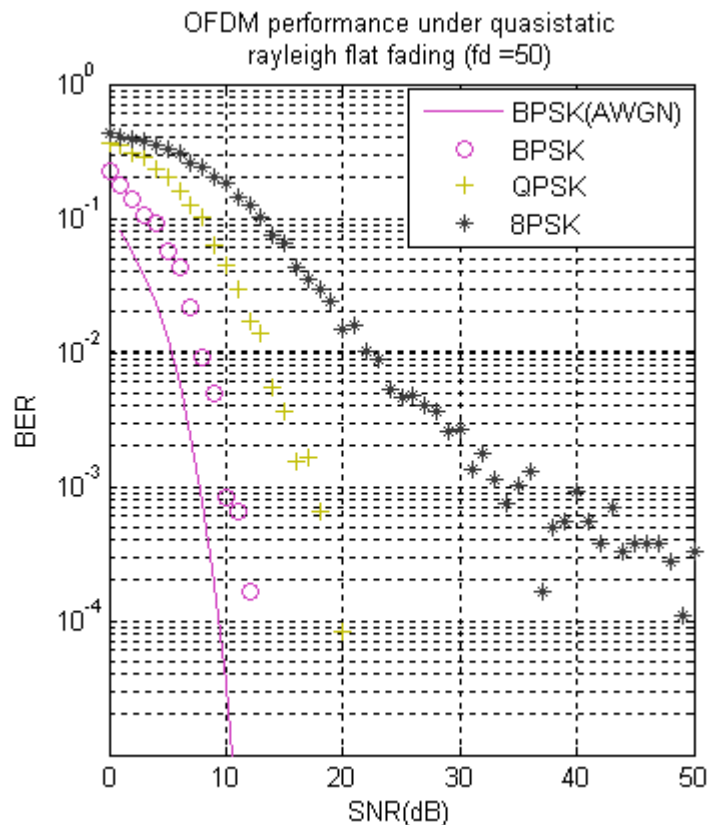 OFDM performance under quasistatic
rayleigh flat fading (fd =50)
BPSK(AWGN)
BPSK
QPSK
8PSK
BER
10^0
10^-1
10^-2
10^-3
10^-4
0 10 20 30 40 50
SNR(dB)